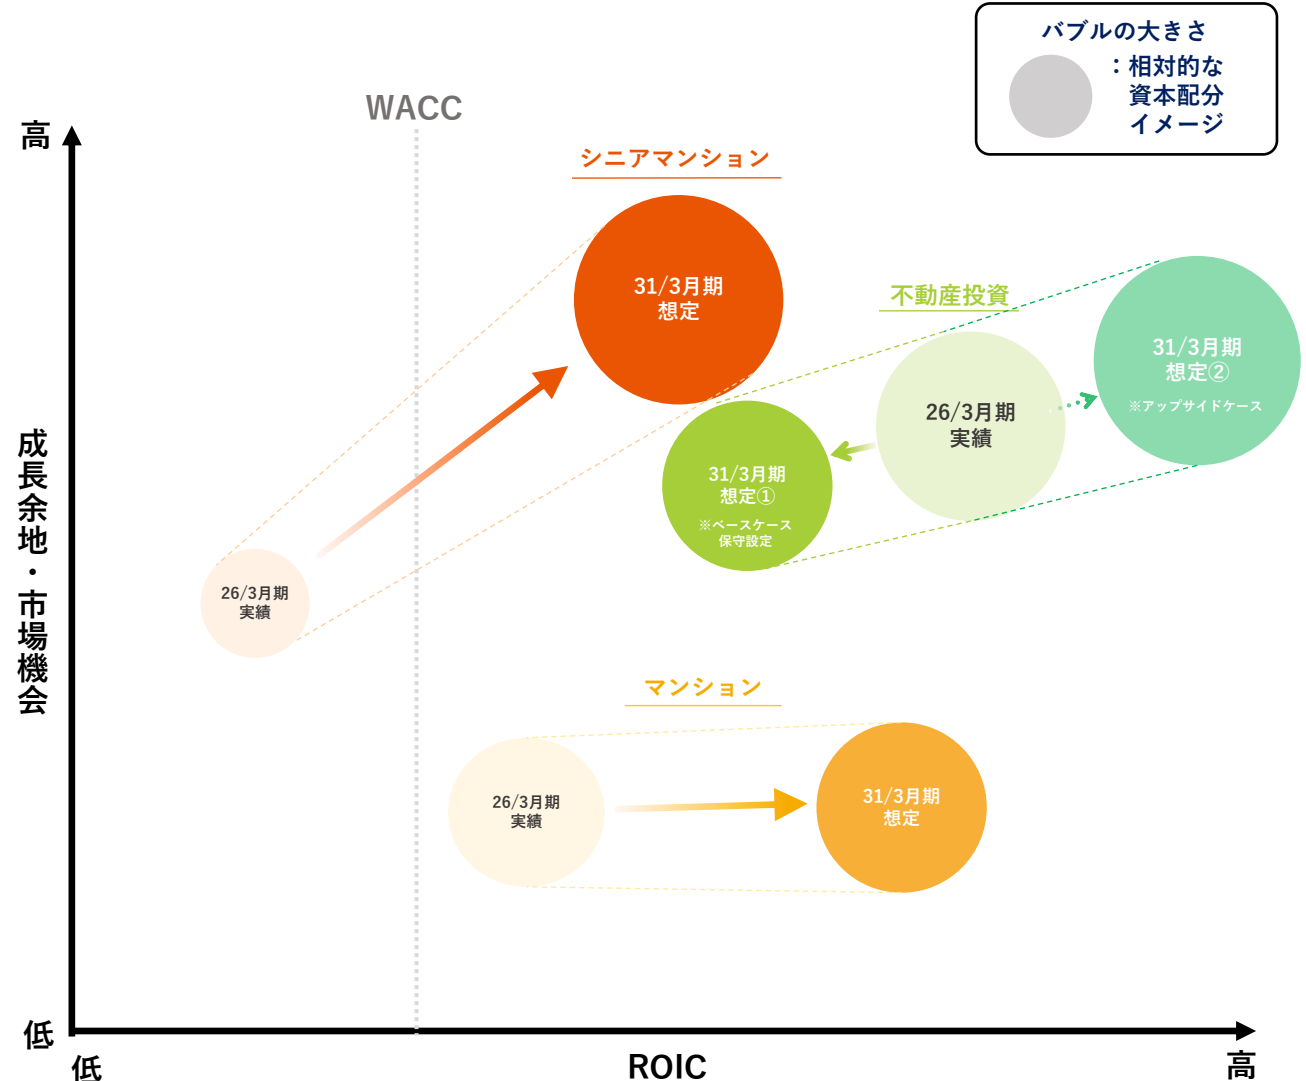 バブルの大きさ
：相対的な
資本配分
イメージ
WACC
高
シニアマンション
31/3月期
想定
不動産投資
31/3月期
想定②
※アップサイドケース
26/3月期
実績
31/3月期
想定①
※ベースケース
保守設定
成長余地・市場機会
26/3月期
実績
マンション
26/3月期
実績
31/3月期
想定
低
低
ROIC
高